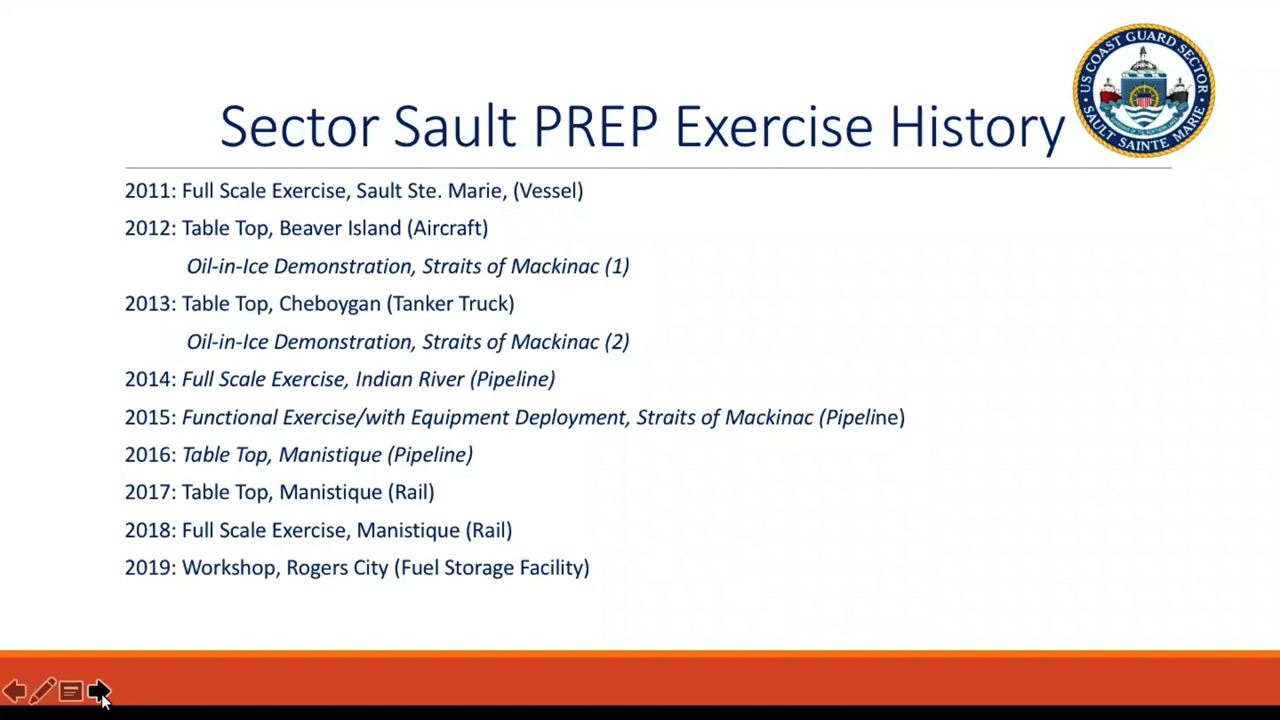 US COAST GUARD SECTOR
SAULT SAINTE MARIE
Sector Sault PREP Exercise History
2011: Full Scale Exercise, Sault Ste. Marie, (Vessel)
2012: Table Top, Beaver Island (Aircraft)
Oil-in-Ice Demonstration, Straits of Mackinac (1)
2013: Table Top, Cheboygan (Tanker Truck)
Oil-in-Ice Demonstration, Straits of Mackinac (2)
2014: Full Scale Exercise, Indian River (Pipeline)
2015: Functional Exercise/with Equipment Deployment, Straits of Mackinac (Pipeline)
2016: Table Top, Manistique (Pipeline)
2017: Table Top, Manistique (Rail)
2018: Full Scale Exercise, Manistique (Rail)
2019: Workshop, Rogers City (Fuel Storage Facility)